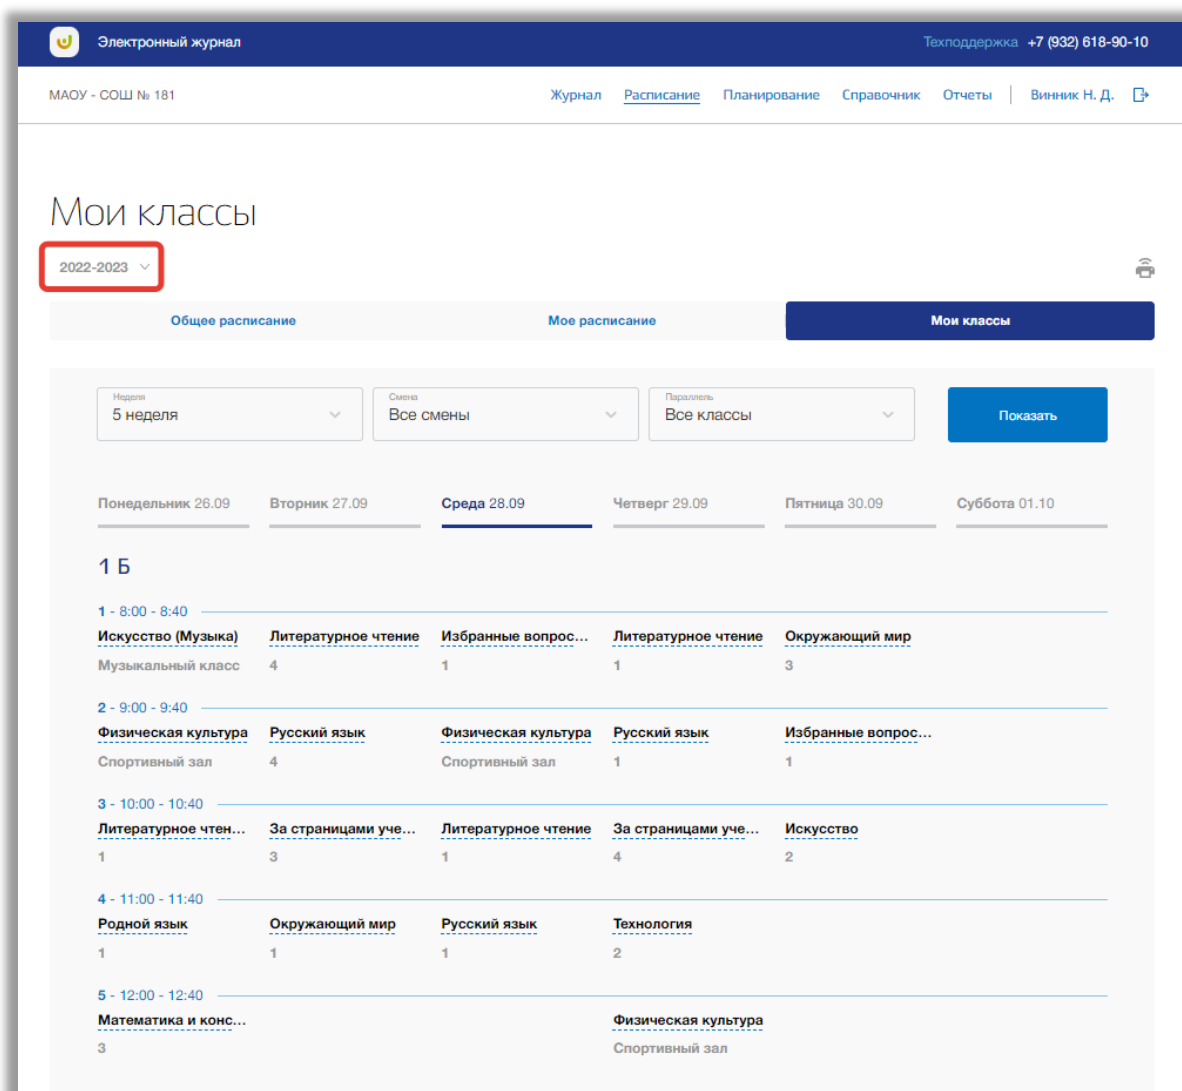 Электронный журнал Техподдержка +7 (932) 618-90-10
МАОУ - СОШ № 181 Журнал Расписание Планирование Справочник Отчеты Винник Н. Д.
Мои классы
2022-2023
Общее расписание Мое расписание Мои классы
Неделя Смена Параллель
5 неделя Все смены Все классы Показать
Понедельник 26.09 Вторник 27.09 Среда 28.09 Четверг 29.09 Пятница 30.09 Суббота 01.10
1 Б
1 - 8:00 - 8:40
Искусство (Музыка) Литературное чтение Избранные вопрос... Литературное чтение Окружающий мир
Музыкальный класс 4 1 1 3
2 - 9:00 - 9:40
Физическая культура Русский язык Физическая культура Русский язык Избранные вопрос...
Спортивный зал 4 Спортивный зал 1 1
3 - 10:00 - 10:40
Литературное чтен... За страницами уче... Литературное чтение За страницами уче... Искусство
1 3 1 4 2
4 - 11:00 - 11:40
Родной язык Окружающий мир Русский язык Технология
1 1 1 2
5 - 12:00 - 12:40
Математика и конс... Физическая культура
3 Спортивный зал